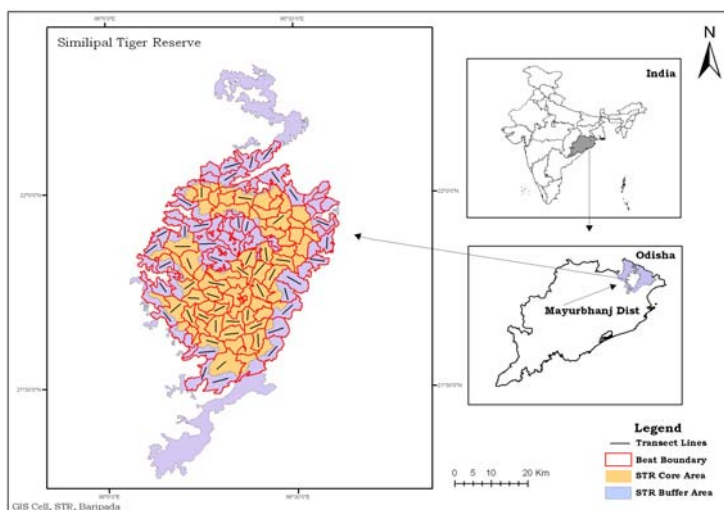 Similipal Tiger Reserve
N
India
Odisha
Mayurbhanj Dist
Legend
Transect Lines
Beat Boundary
STR Core Area
STR Buffer Area
0 5 10 20 Km
GIS Cell, STR, Baripada